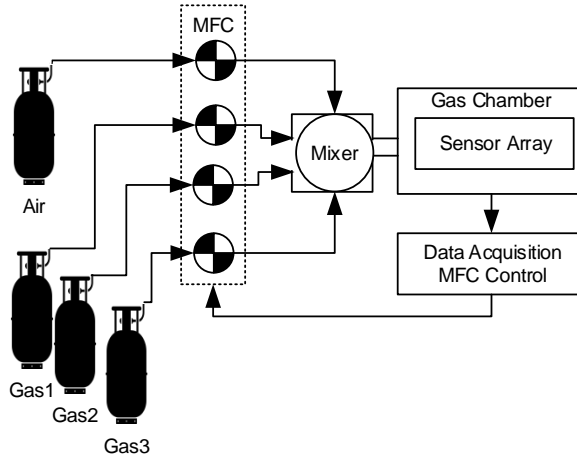 MFC
Gas Chamber
Sensor Array
Mixer
Air
Data Acquisition
MFC Control
Gas1
Gas2
Gas3